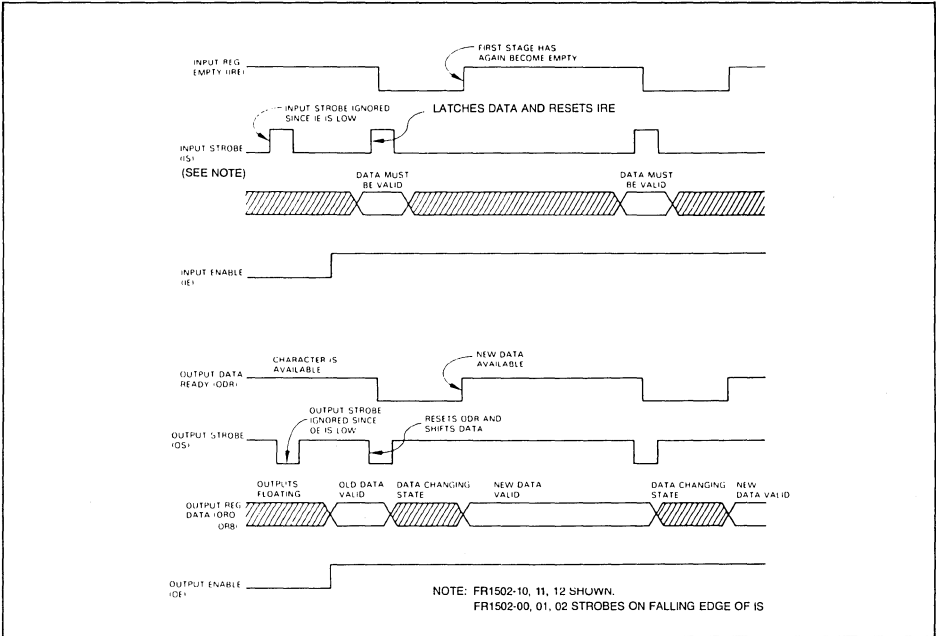 FIRST STAGE HAS
AGAIN BECOME EMPTY
INPUT REG
EMPTY (IRE)
INPUT STROBE IGNORED
SINCE IE IS LOW
LATCHES DATA AND RESETS IRE
INPUT STROBE
(IS)
(SEE NOTE)
DATA MUST
BE VALID
DATA MUST
BE VALID
INPUT ENABLE
(IE)
CHARACTER IS
AVAILABLE
NEW DATA
AVAILABLE
OUTPUT DATA
READY (ODR)
OUTPUT STROBE
IGNORED SINCE
OE IS LOW
RESETS ODR AND
SHIFTS DATA
OUTPUT STROBE
(OS)
OUTPUTS
FLOATING
OLD DATA
VALID
DATA CHANGING
STATE
NEW DATA
VALID
DATA CHANGING
STATE
NEW
DATA VALID
OUTPUT REG
DATA (ORO
OR8)
OUTPUT ENABLE
(OE)
NOTE: FR1502-10, 11, 12 SHOWN.
FR1502-00, 01, 02 STROBES ON FALLING EDGE OF IS